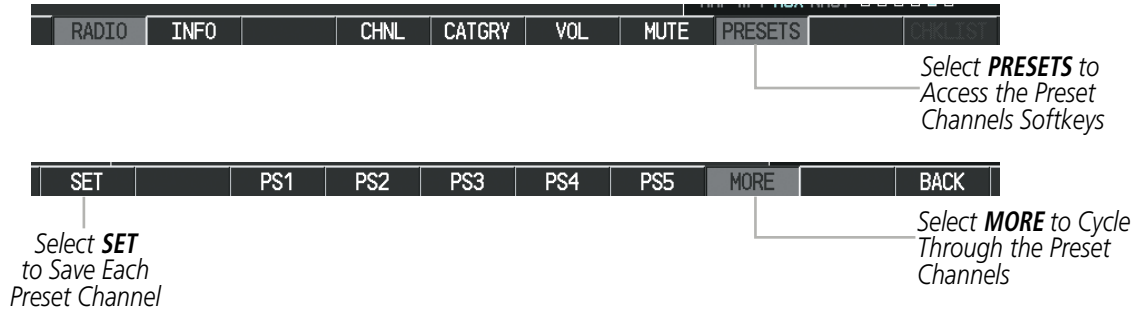 RADIO INFO CHNL CATGRY VOL MUTE PRESETS CHKLIST
Select PRESETS to
Access the Preset
Channels Softkeys
SET PS1 PS2 PS3 PS4 PS5 MORE BACK
Select SET
to Save Each
Preset Channel
Select MORE to Cycle
Through the Preset
Channels